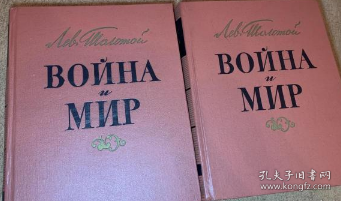 Лев Толстой
ВОЙНА
и
МИР
Лев Толстой
ВОЙНА
и
МИР
孔夫子旧书网
www.kongfz.com